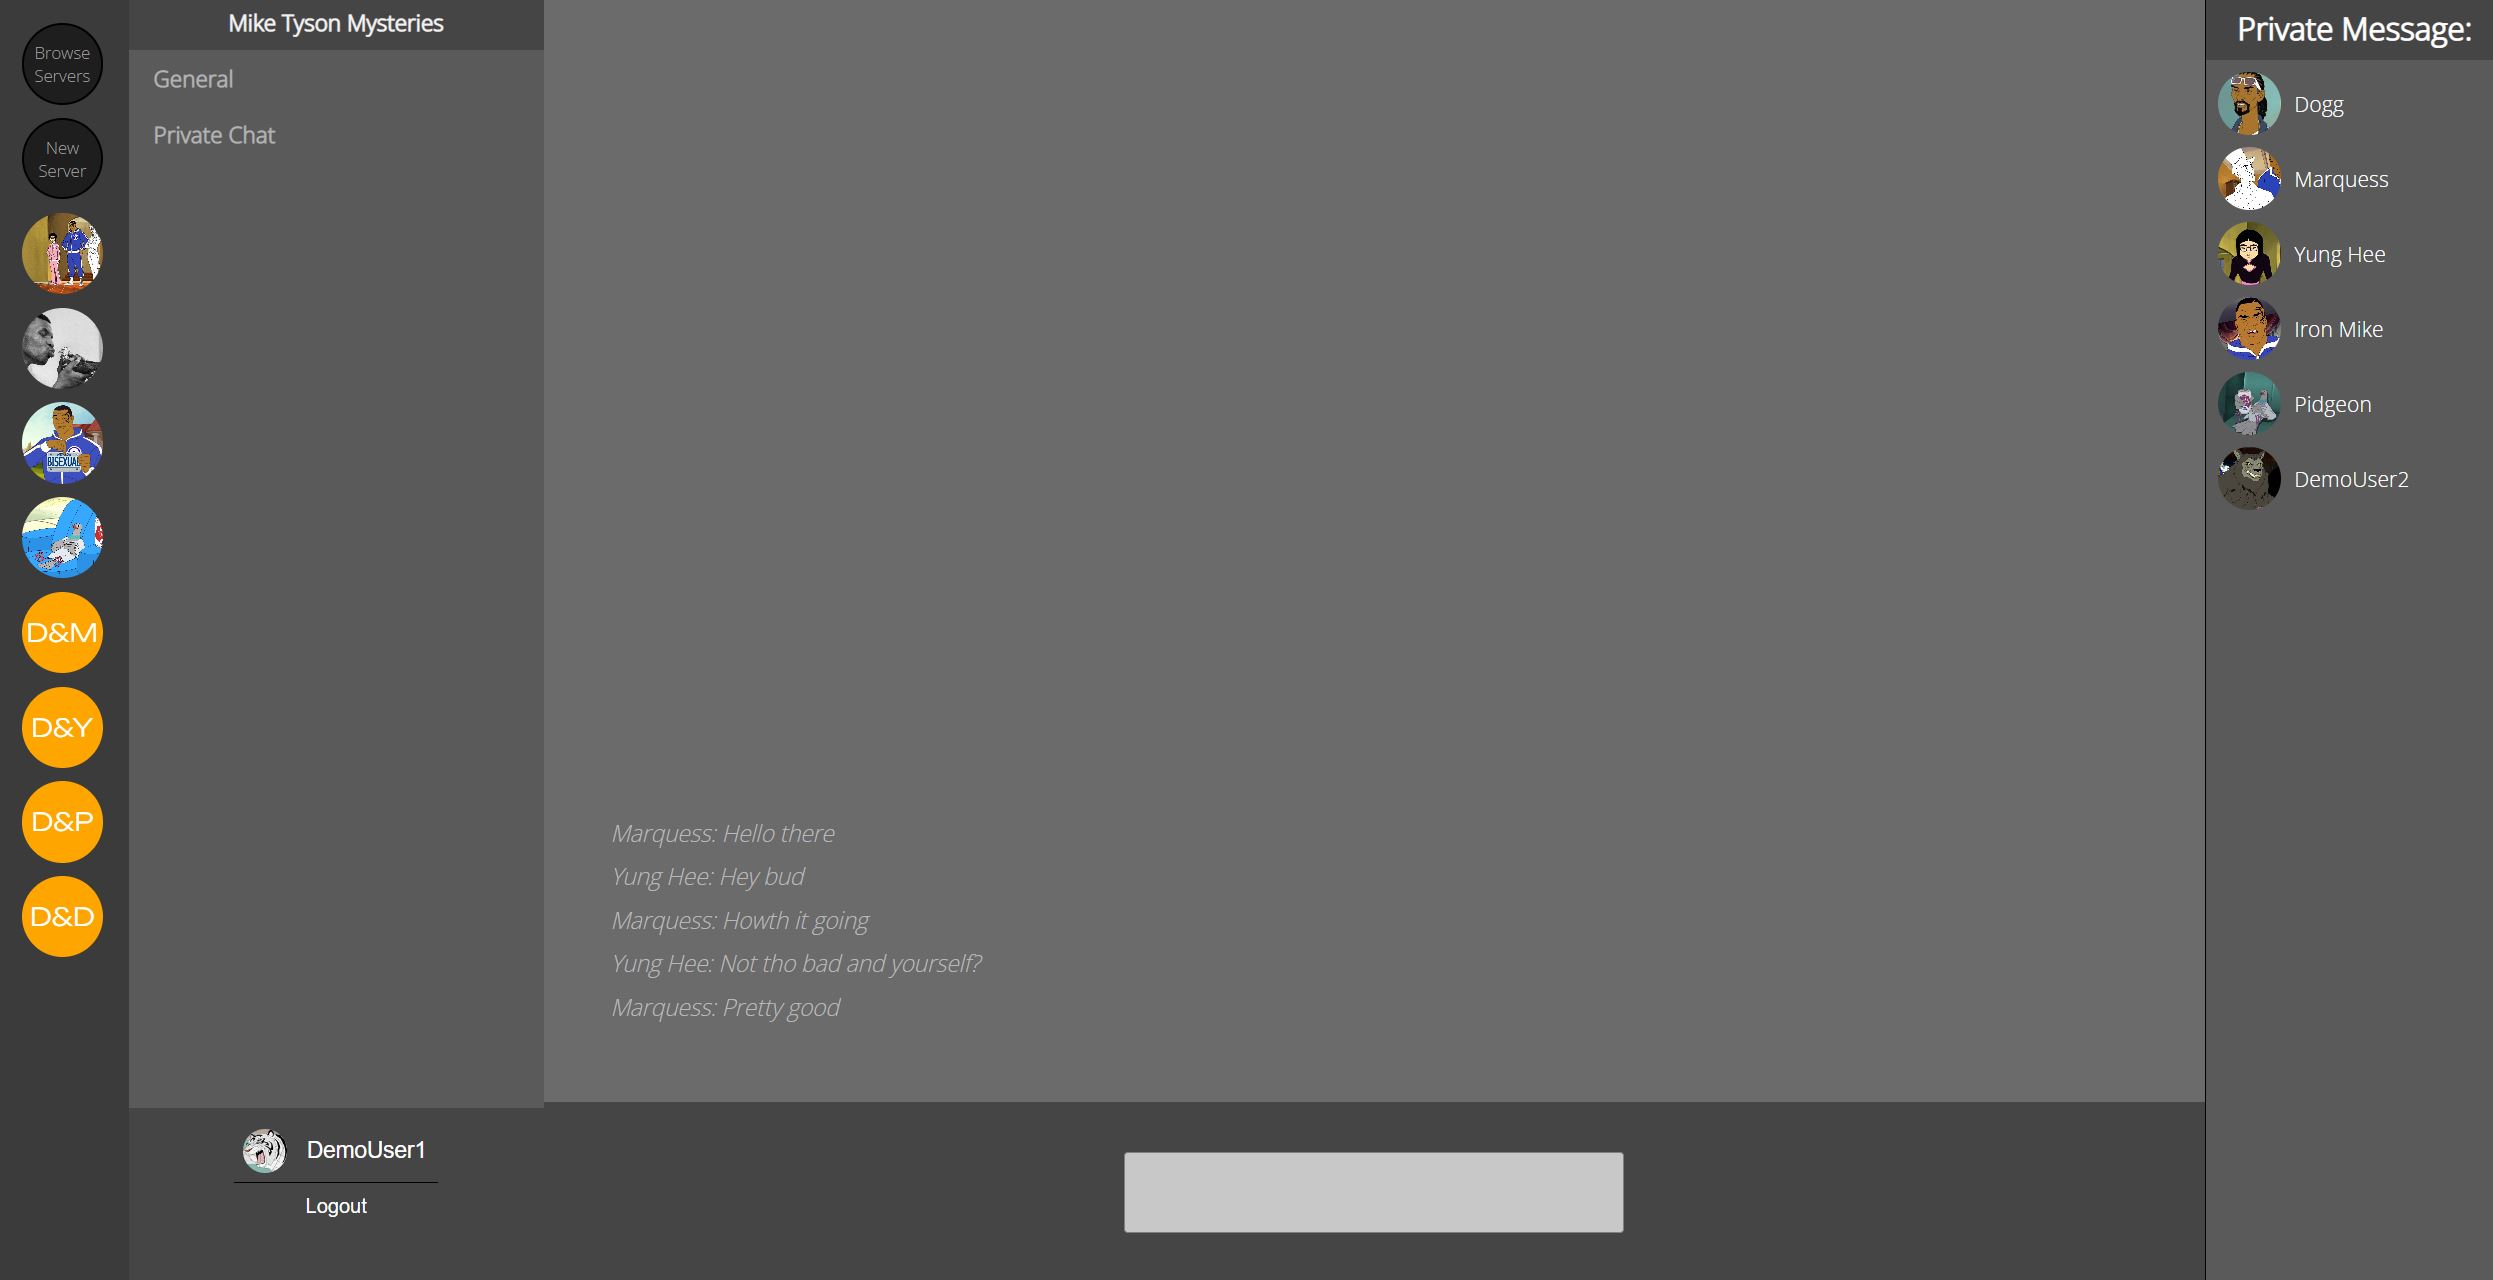 Browse
Servers
New
Server
BISEXUAL
D&M
D&Y
D&P
D&D
Mike Tyson Mysteries
General
Private Chat
Marquess: Hello there
Yung Hee: Hey bud
Marquess: Howth it going
Yung Hee: Not tho bad and yourself?
Marquess: Pretty good
DemoUser1
Logout
Private Message:
Dogg
Marquess
Yung Hee
Iron Mike
Pidgeon
DemoUser2